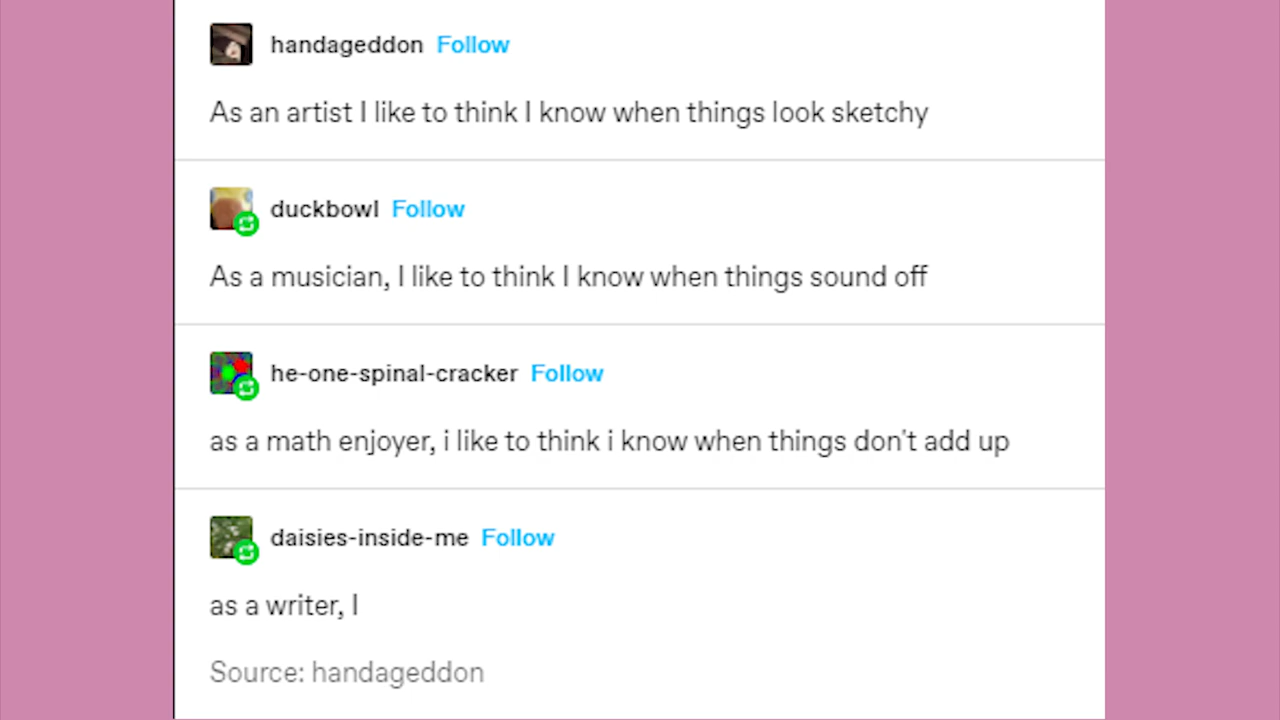 handageddon Follow
As an artist I like to think I know when things look sketchy
duckbowl Follow
As a musician, I like to think I know when things sound off
he-one-spinal-cracker Follow
as a math enjoyer, i like to think i know when things don't add up
daisies-inside-me Follow
as a writer, I
Source: handageddon